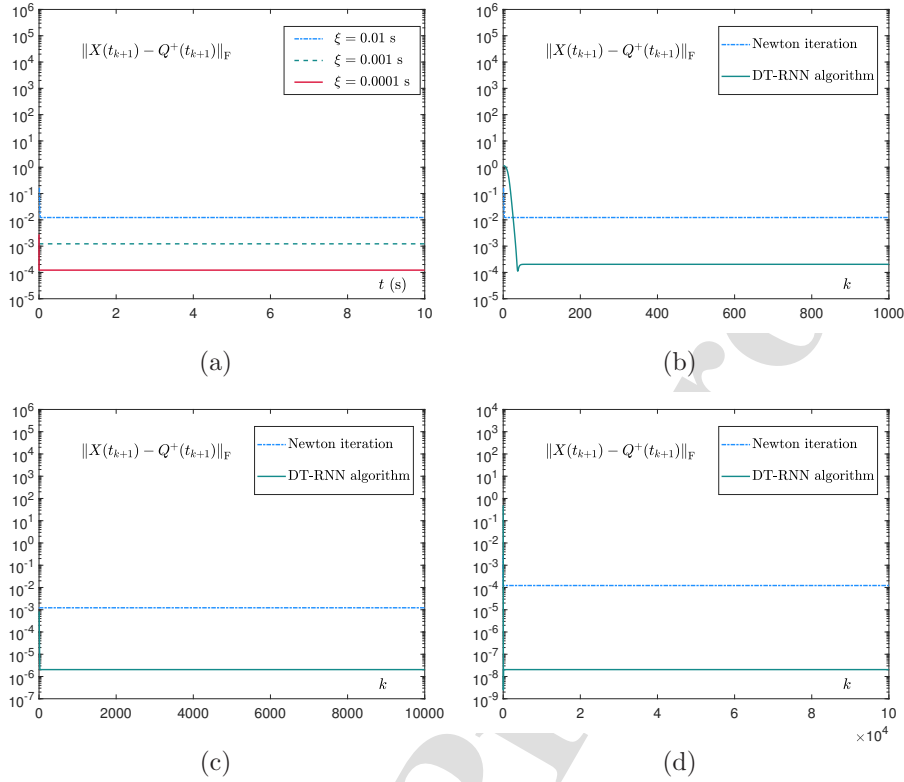 10^6
10^5
10^4
10^3
10^2
10^1
10^0
10^-1
10^-2
10^-3
10^-4
10^-5
‖X(t_{k+1}) − Q^+(t_{k+1})‖_F
ξ = 0.01 s
ξ = 0.001 s
ξ = 0.0001 s
t (s)
0 2 4 6 8 10
(a)
10^6
10^5
10^4
10^3
10^2
10^1
10^0
10^-1
10^-2
10^-3
10^-4
10^-5
‖X(t_{k+1}) − Q^+(t_{k+1})‖_F
Newton iteration
DT-RNN algorithm
k
0 200 400 600 800 1000
(b)
10^6
10^5
10^4
10^3
10^2
10^1
10^0
10^-1
10^-2
10^-3
10^-4
10^-5
10^-6
10^-7
‖X(t_{k+1}) − Q^+(t_{k+1})‖_F
Newton iteration
DT-RNN algorithm
k
0 2000 4000 6000 8000 10000
(c)
10^4
10^3
10^2
10^1
10^0
10^-1
10^-2
10^-3
10^-4
10^-5
10^-6
10^-7
10^-8
10^-9
‖X(t_{k+1}) − Q^+(t_{k+1})‖_F
Newton iteration
DT-RNN algorithm
k
0 2 4 6 8 10
×10^4
(d)